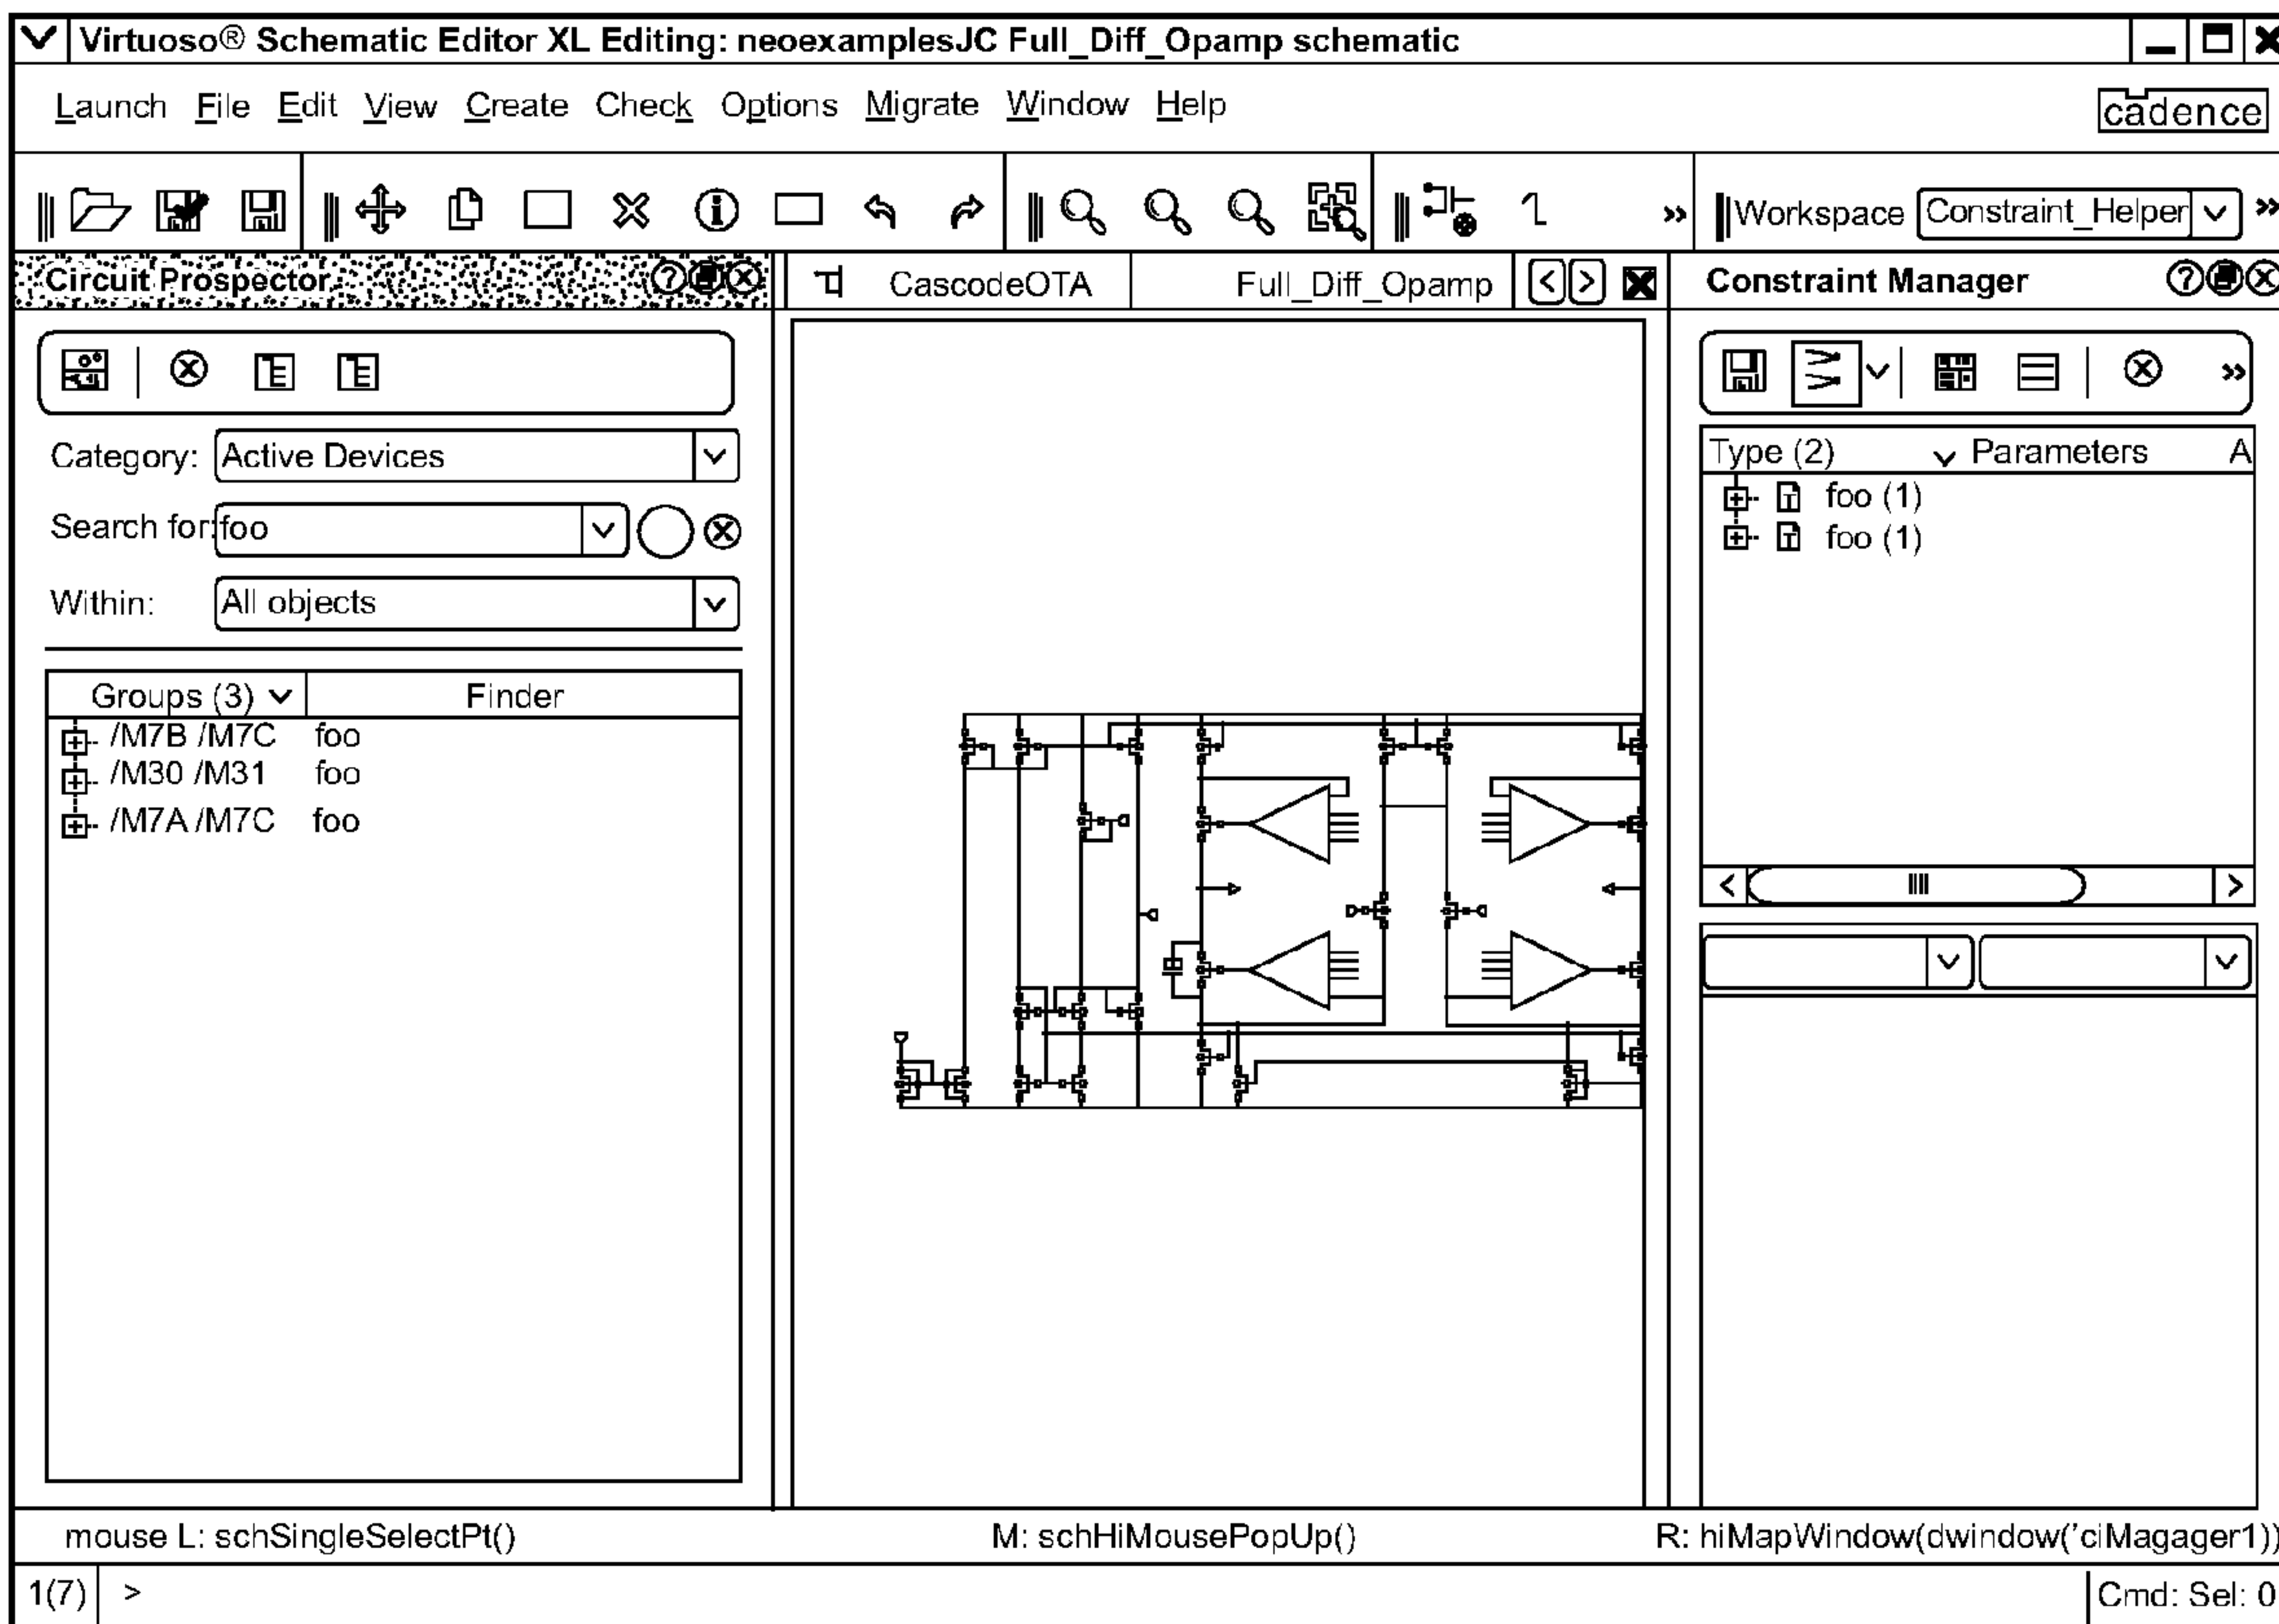 Virtuoso® Schematic Editor XL Editing: neoexamplesJC Full_Diff_Opamp schematic
Launch File Edit View Create Check Options Migrate Window Help
cadence
Workspace Constraint_Helper
Circuit Prospector
CascodeOTA Full_Diff_Opamp
Constraint Manager
Category: Active Devices
Search for: foo
Within: All objects
Groups (3) Finder
/M7B /M7C foo
/M30 /M31 foo
/M7A /M7C foo
Type (2) Parameters A
foo (1)
foo (1)
mouse L: schSingleSelectPt() M: schHiMousePopUp() R: hiMapWindow(dwindow('ciMagager1))
1(7) > Cmd: Sel: 0